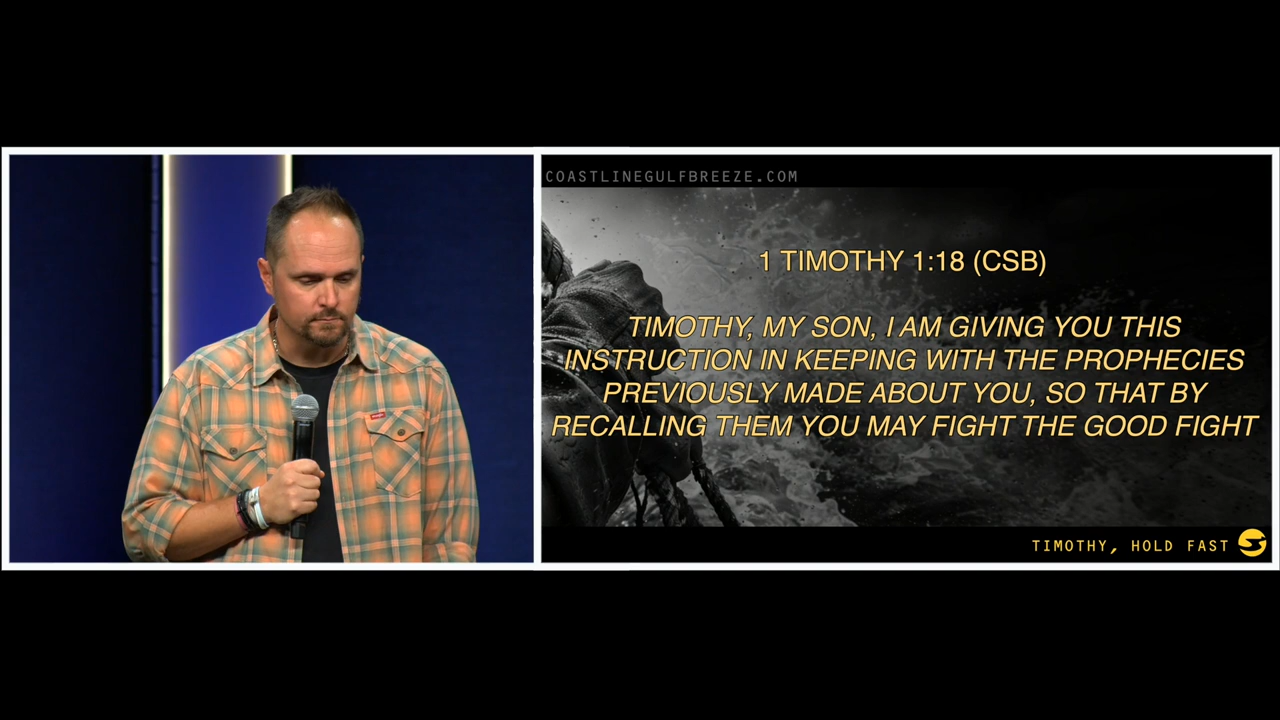 COASTLINEGULFBREEZE.COM
1 TIMOTHY 1:18 (CSB)
TIMOTHY, MY SON, I AM GIVING YOU THIS
INSTRUCTION IN KEEPING WITH THE PROPHECIES
PREVIOUSLY MADE ABOUT YOU, SO THAT BY
RECALLING THEM YOU MAY FIGHT THE GOOD FIGHT
TIMOTHY, HOLD FAST